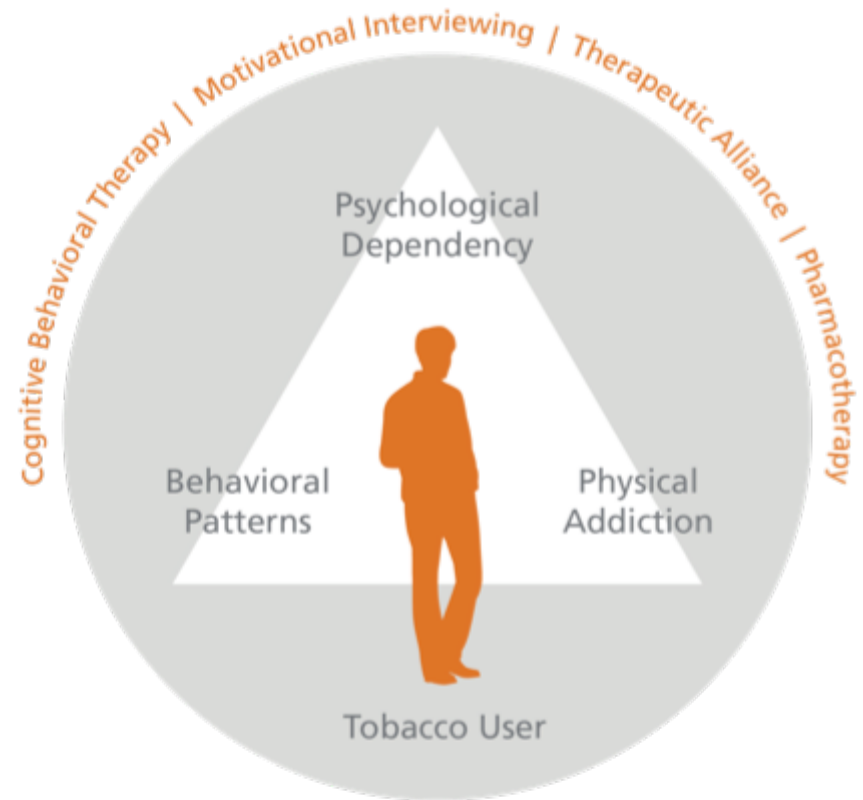 Cognitive Behavioral Therapy | Motivational Interviewing | Therapeutic Alliance | Pharmacotherapy
Psychological
Dependency
Behavioral
Patterns
Physical
Addiction
Tobacco User